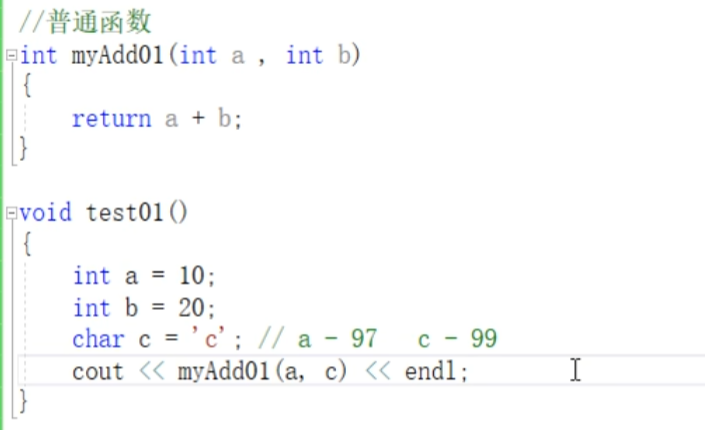 //普通函数
int myAdd01(int a , int b)
{
    return a + b;
}
void test01()
{
    int a = 10;
    int b = 20;
    char c = 'c'; // a - 97   c - 99
    cout << myAdd01(a, c) << endl;
}